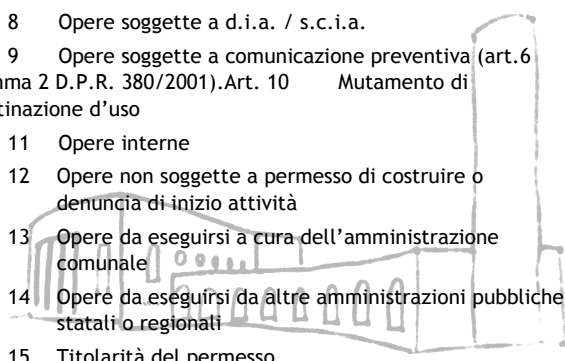 8 Opere soggette a d.i.a. / s.c.i.a.
9 Opere soggette a comunicazione preventiva (art.6
ma 2 D.P.R. 380/2001).Art. 10 Mutamento di
tinazione d’uso
11 Opere interne
12 Opere non soggette a permesso di costruire o
denuncia di inizio attività
13 Opere da eseguirsi a cura dell’amministrazione
comunale
14 Opere da eseguirsi da altre amministrazioni pubbliche
statali o regionali
15 Titolarità del permesso